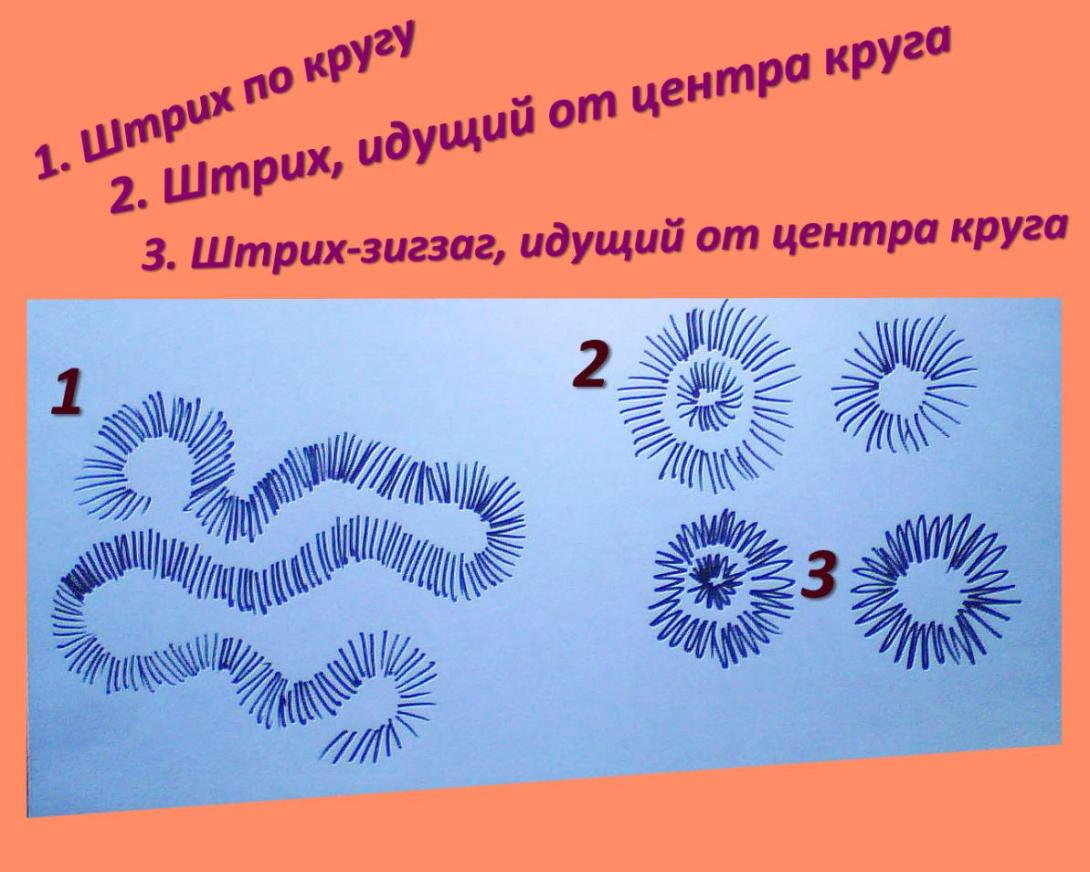 1. Штрих по кругу
2. Штрих, идущий от центра круга
3. Штрих-зигзаг, идущий от центра круга
1
2
3